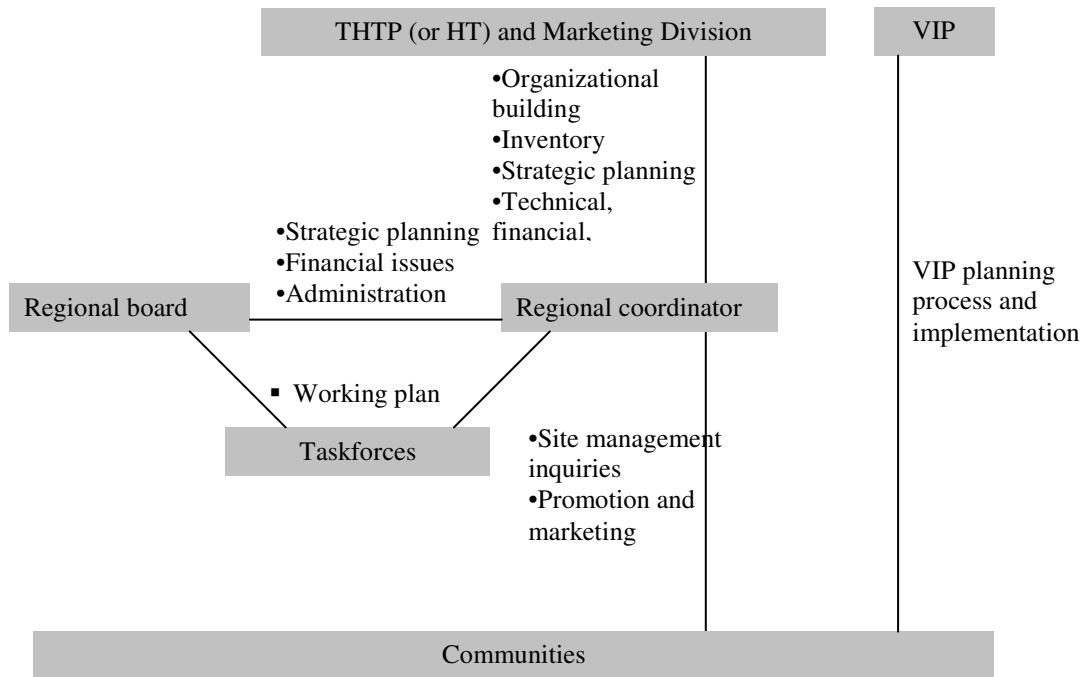 THTP (or HT) and Marketing Division
VIP
•Organizational
building
•Inventory
•Strategic planning
•Technical,
financial,
•Strategic planning
•Financial issues
•Administration
VIP planning
process and
implementation
Regional board
Regional coordinator
▪ Working plan
Taskforces
•Site management
inquiries
•Promotion and
marketing
Communities